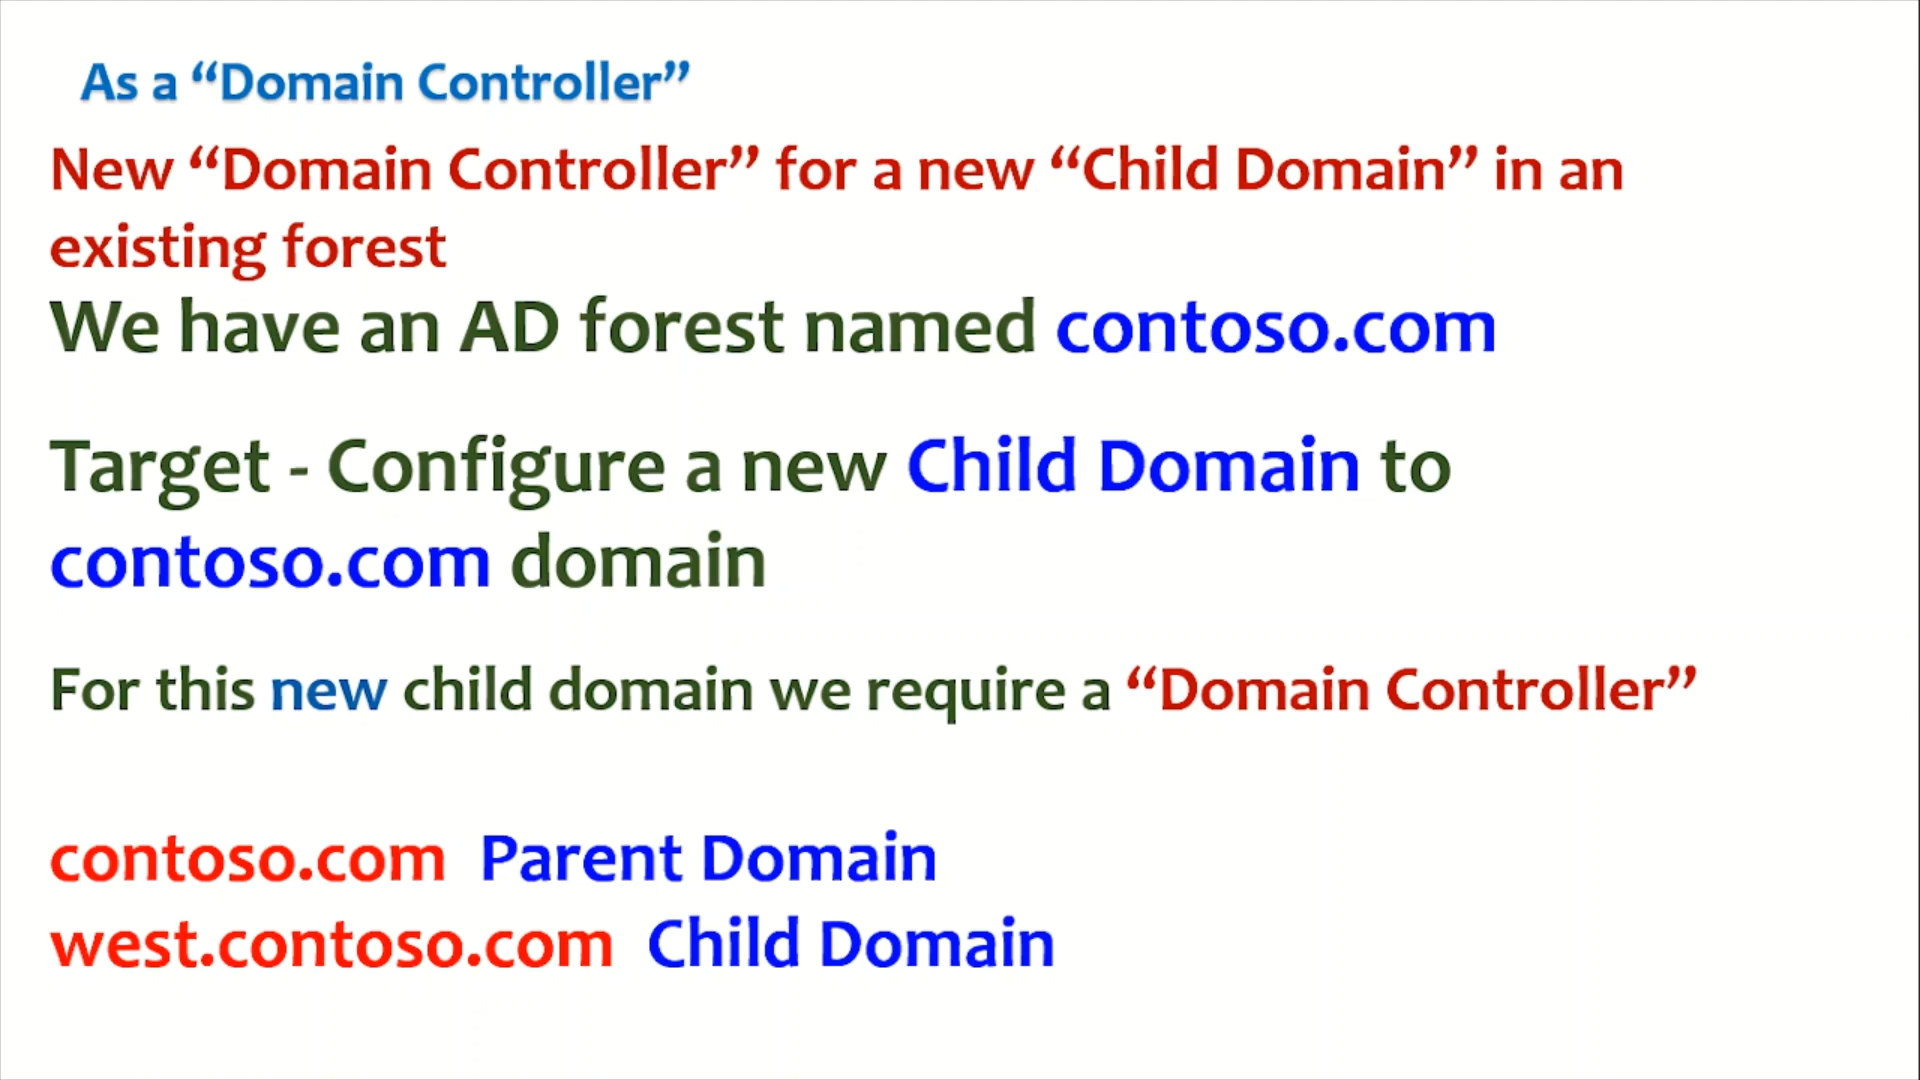 As a “Domain Controller”
New “Domain Controller” for a new “Child Domain” in an
existing forest
We have an AD forest named contoso.com
Target - Configure a new Child Domain to
contoso.com domain
For this new child domain we require a “Domain Controller”
contoso.com Parent Domain
west.contoso.com Child Domain